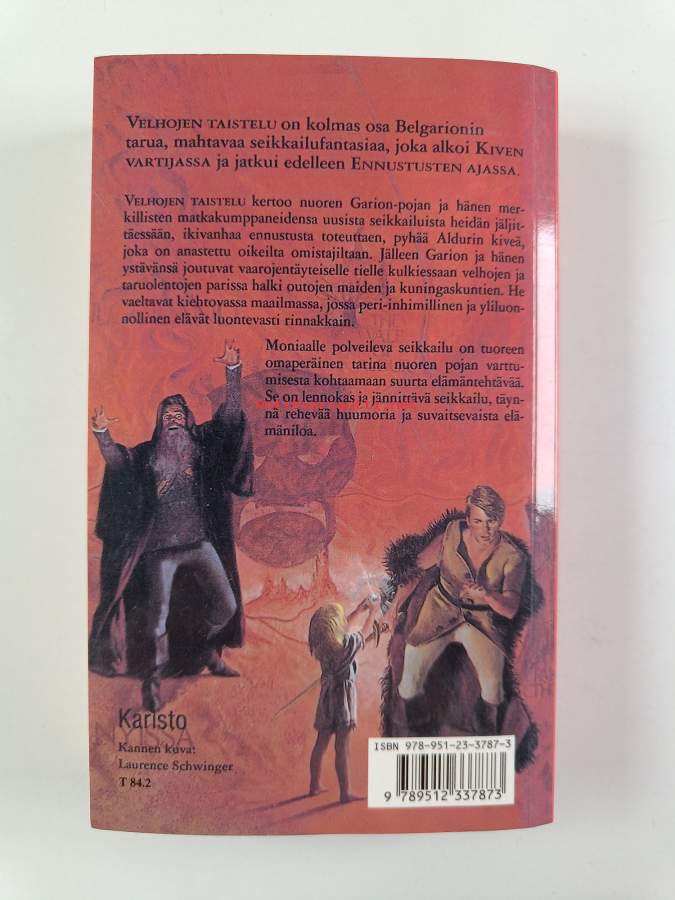 VELHOJEN TAISTELU on kolmas osa Belgarionin
tarua, mahtavaa seikkailufantasiaa, joka alkoi KIVEN
VARTIJASSA ja jatkui edelleen ENNUSTUSTEN AJASSA.
VELHOJEN TAISTELU kertoo nuoren Garion-pojan ja hänen mer-
killisten matkakumppaneidensa uusista seikkailuista heidän jäljit-
täessään, ikivanhaa ennustusta toteuttaen, pyhää Aldurin kiveä,
joka on anastettu oikeilta omistajiltaan. Jälleen Garion ja hänen
ystävänsä joutuvat vaarojentäyteiselle tielle kulkiessaan velhojen ja
taruolentojen parissa halki outojen maiden ja kuningaskuntien. He
vaeltavat kiehtovassa maailmassa, jossa peri-inhimillinen ja yliluon-
nollinen elävät luontevasti rinnakkain.
Moniaalle polveileva seikkailu on tuoreen
omaperäinen tarina nuoren pojan varttu-
misesta kohtaamaan suurta elämäntehtävää.
Se on lennokas ja jännittävä seikkailu, täyn-
nä rehevää huumoria ja suvaitsevaista elä-
mäniloa.
Karisto
NYISSA
Kannen kuva:
Laurence Schwinger
T 84.2
ISBN 978-951-23-3787-3
9 789512 337873